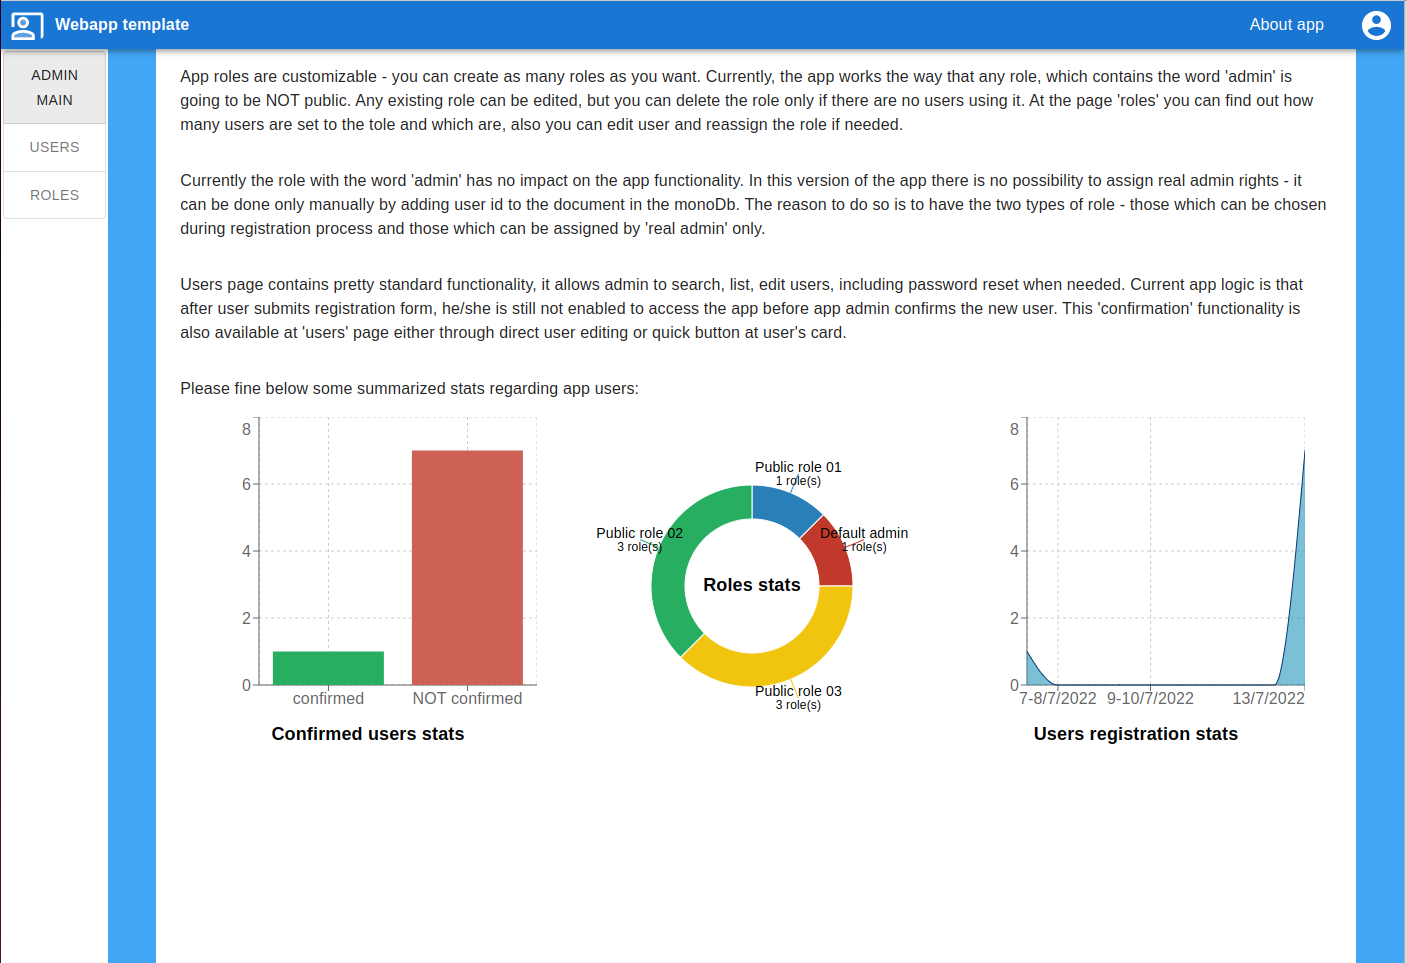 Webapp template
About app
ADMIN
MAIN
USERS
ROLES
App roles are customizable - you can create as many roles as you want. Currently, the app works the way that any role, which contains the word 'admin' is
going to be NOT public. Any existing role can be edited, but you can delete the role only if there are no users using it. At the page 'roles' you can find out how
many users are set to the tole and which are, also you can edit user and reassign the role if needed.
Currently the role with the word 'admin' has no impact on the app functionality. In this version of the app there is no possibility to assign real admin rights - it
can be done only manually by adding user id to the document in the monoDb. The reason to do so is to have the two types of role - those which can be chosen
during registration process and those which can be assigned by 'real admin' only.
Users page contains pretty standard functionality, it allows admin to search, list, edit users, including password reset when needed. Current app logic is that
after user submits registration form, he/she is still not enabled to access the app before app admin confirms the new user. This 'confirmation' functionality is
also available at 'users' page either through direct user editing or quick button at user's card.
Please fine below some summarized stats regarding app users:
8
6
4
2
0
confirmed
NOT confirmed
Confirmed users stats
Public role 01
1 role(s)
Public role 02
3 role(s)
Default admin
1 role(s)
Roles stats
Public role 03
3 role(s)
8
6
4
2
0
7-8/7/2022
9-10/7/2022
13/7/2022
Users registration stats